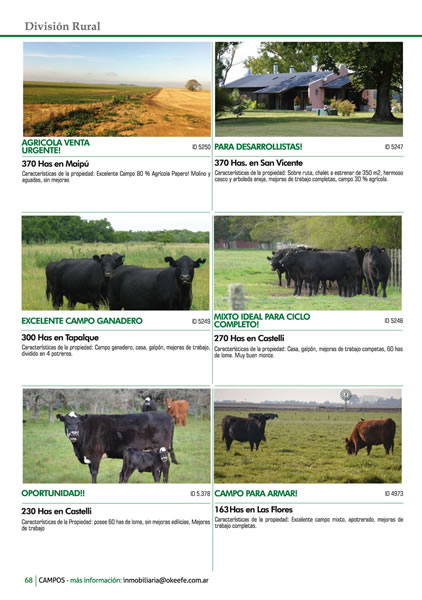 División Rural
AGRICOLA VENTA
URGENTE!
ID 5250
370 Has en Maipú
Características de la propiedad: Excelente Campo 80 % Agrícola Papero! Molino y
aguadas, sin mejoras
PARA DESARROLLISTAS!
ID 5247
370 Has. en San Vicente
Características de la propiedad: Sobre ruta, chalet a estrenar de 350 m2, hermoso
casco y arboleda aneja, mejoras de trabajo completas, campo 30 % agrícola.
EXCELENTE CAMPO GANADERO
ID 5249
300 Has en Tapalque
Características de la propiedad: Campo ganadero, casa, galpón, mejoras de trabajo,
dividido en 4 potreros.
MIXTO IDEAL PARA CICLO
COMPLETO!
ID 5248
270 Has en Castelli
Características de la propiedad: Casa, galpón, mejoras de trabajo competas, 60 has
de lome. Muy buen monte.
OPORTUNIDAD!!
ID 5.378
230 Has en Castelli
Características de la Propiedad: posee 60 has de loma, sin mejoras edilicias, Mejoras
de trabajo
CAMPO PARA ARMAR!
ID 4973
163 Has en Las Flores
Características de la propiedad: Excelente campo mixto, apotrerado, mejoras de
trabajo completas.
68 | CAMPOS - más información: inmobiliaria@okeefe.com.ar